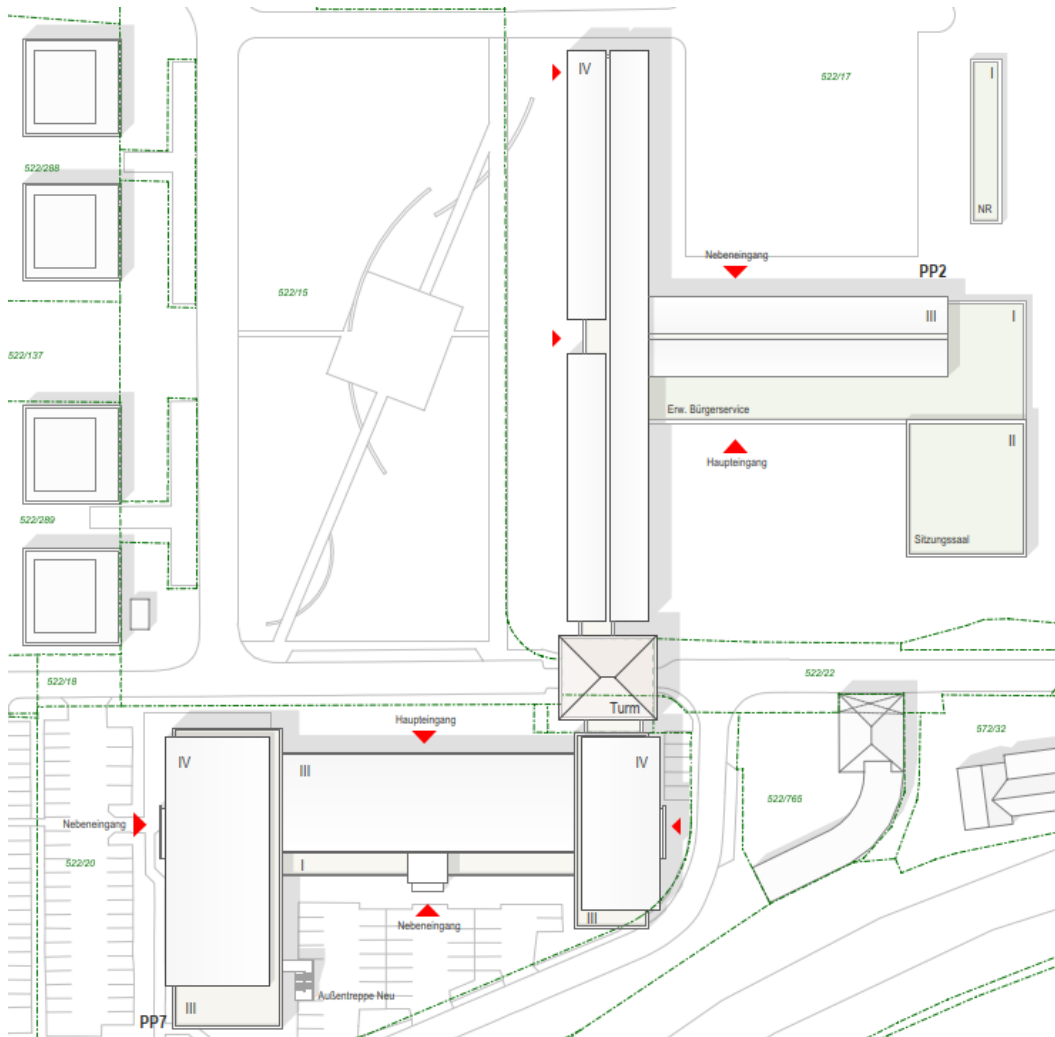 IV
522/17
I
522/288
NR
Nebeneingang
PP2
522/15
III
I
522/137
Erw. Bürgerservice
II
Haupteingang
522/289
Sitzungssaal
522/18
522/22
Turm
Haupteingang
572/32
IV
III
IV
522/765
Nebeneingang
522/20
I
III
Nebeneingang
Außentreppe Neu
III
PP7